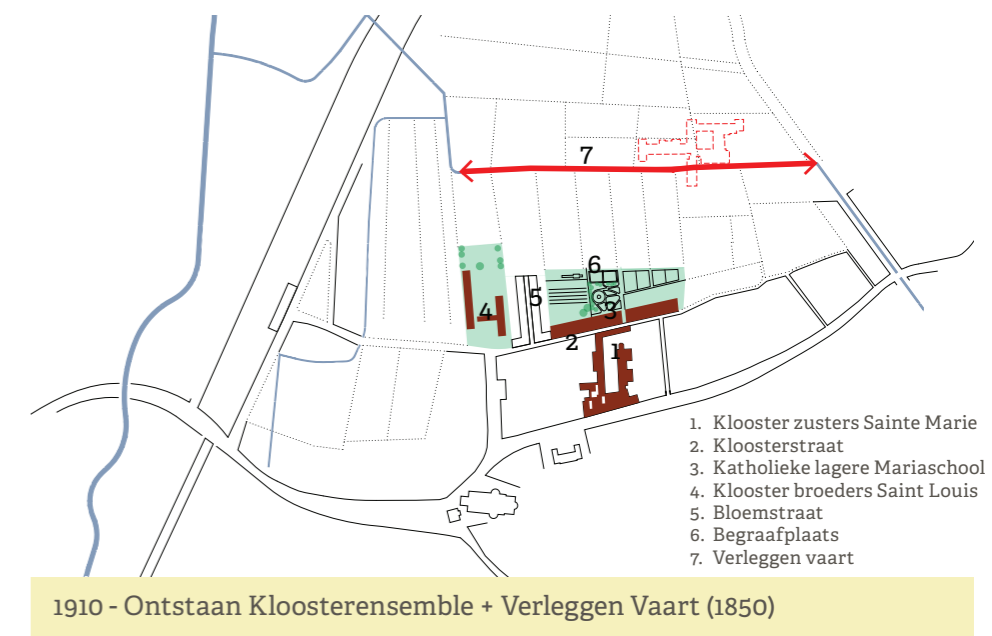 7
6
5
4
3
2
1
1. Klooster zusters Sainte Marie
2. Kloosterstraat
3. Katholieke lagere Mariaschool
4. Klooster broeders Saint Louis
5. Bloemstraat
6. Begraafplaats
7. Verleggen vaart
1910 - Ontstaan Kloosterensemble + Verleggen Vaart (1850)